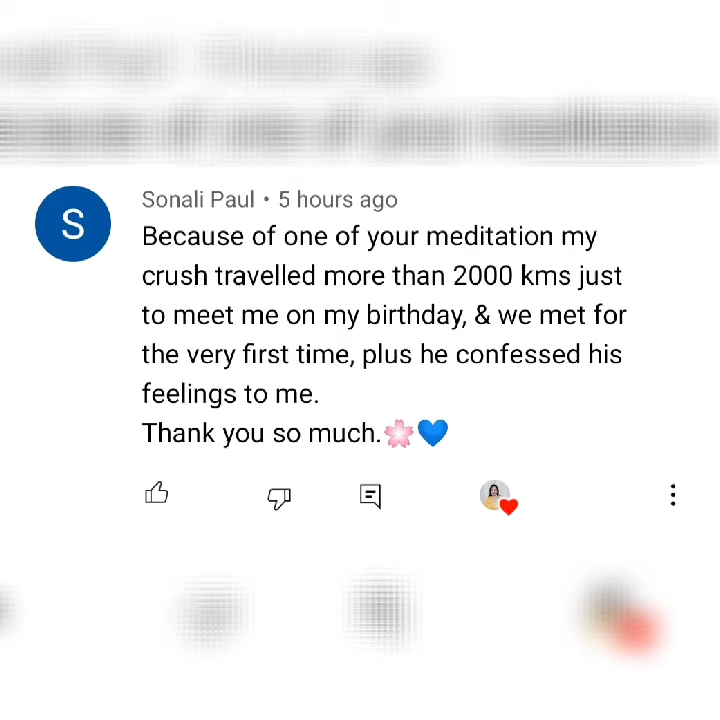 S
Sonali Paul • 5 hours ago
Because of one of your meditation my
crush travelled more than 2000 kms just
to meet me on my birthday, & we met for
the very first time, plus he confessed his
feelings to me.
Thank you so much.🌸💙